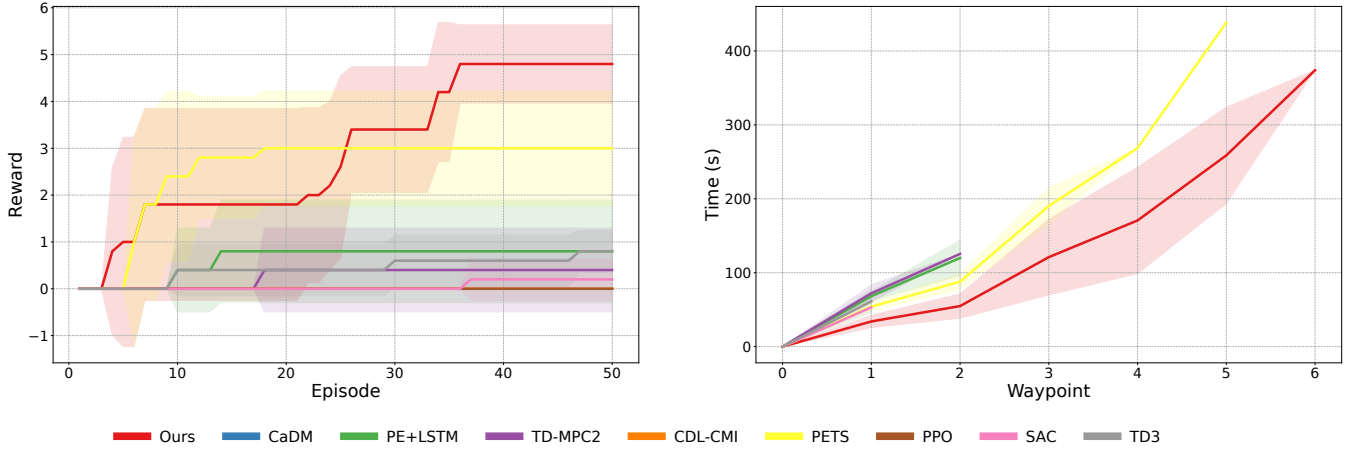 6
5
4
3
2
1
0
−1
Reward
0 10 20 30 40 50
Episode
400
300
200
100
0
Time (s)
0 1 2 3 4 5 6
Waypoint
Ours CaDM PE+LSTM TD-MPC2 CDL-CMI PETS PPO SAC TD3